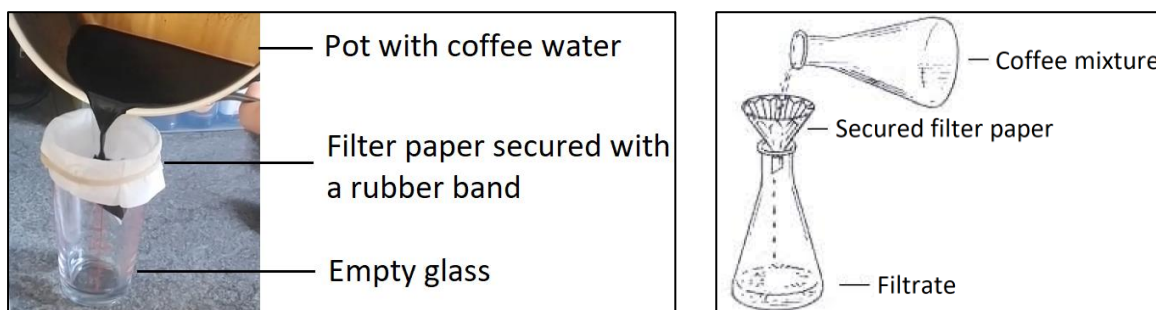 Pot with coffee water
Filter paper secured with
a rubber band
Empty glass
Coffee mixture
Secured filter paper
Filtrate